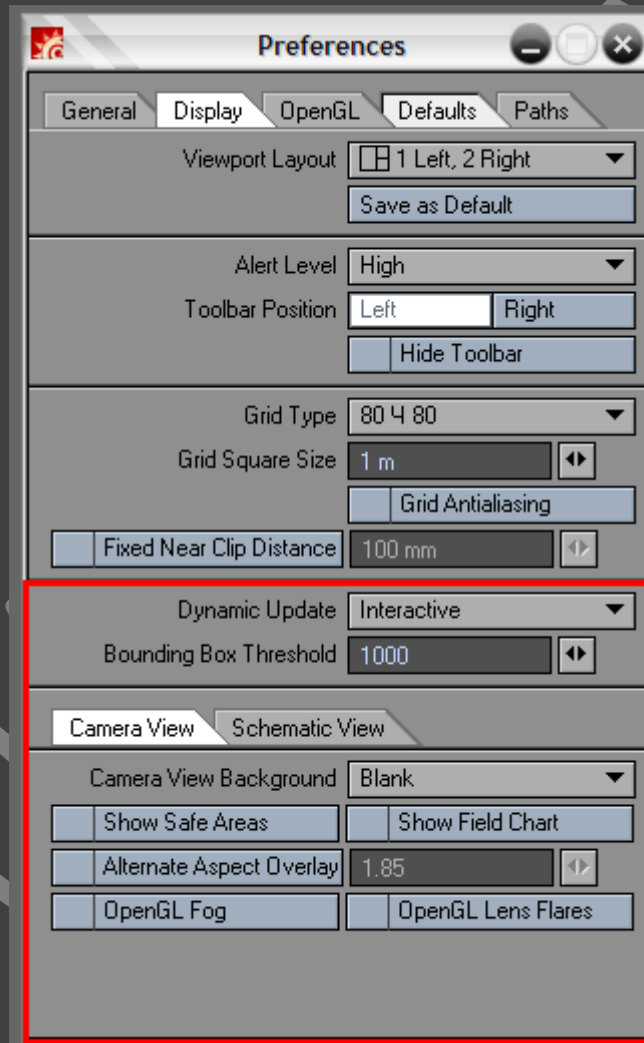 Preferences
General Display OpenGL Defaults Paths
Viewport Layout 1 Left, 2 Right
Save as Default
Alert Level High
Toolbar Position Left Right
Hide Toolbar
Grid Type 80 Ч 80
Grid Square Size 1 m
Grid Antialiasing
Fixed Near Clip Distance 100 mm
Dynamic Update Interactive
Bounding Box Threshold 1000
Camera View Schematic View
Camera View Background Blank
Show Safe Areas Show Field Chart
Alternate Aspect Overlay 1.85
OpenGL Fog OpenGL Lens Flares